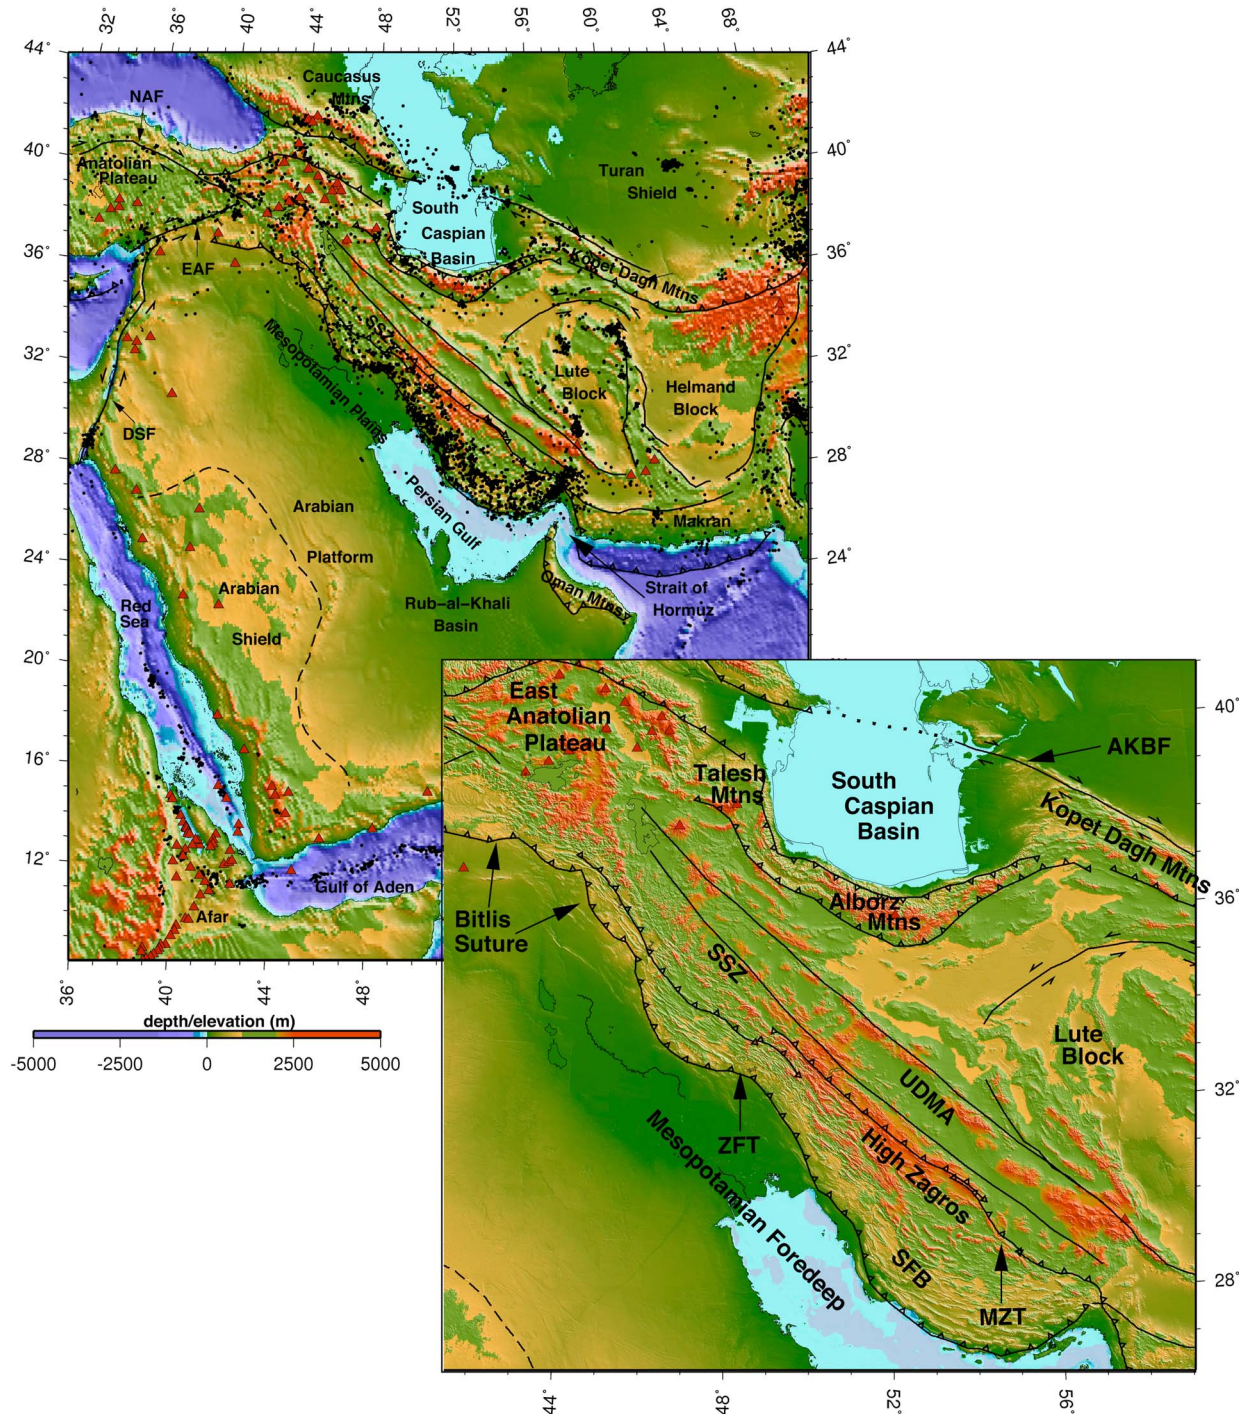 32° 36° 40° 44° 48° 52° 56° 60° 64° 68°
44° 44°
Caucasus
Mtns
NAF
40° 40°
Anatolian
Plateau
Turan
Shield
South
Caspian
Basin
36° 36°
EAF
Kopet Dagh Mtns
SSZ
Mesopotamian Plains
32° 32°
Lute
Block
Helmand
Block
DSF
28° 28°
Persian Gulf
Arabian
Platform
Makran
24° 24°
Arabian
Shield
Oman Mtns
Strait of
Hormuz
Rub–al–Khali
Basin
Red
Sea
20° 20°
16°
12°
Gulf of Aden
Afar
36° 40° 44° 48°
depth/elevation (m)
-5000 -2500 0 2500 5000
East
Anatolian
Plateau
40°
AKBF
Talesh
Mtns
South
Caspian
Basin
Kopet Dagh Mtns
Alborz
Mtns
Bitlis
Suture
36°
SSZ
Lute
Block
32°
UDMA
ZFT
High Zagros
Mesopotamian Foredeep
SFB
28°
MZT
44° 48° 52° 56°